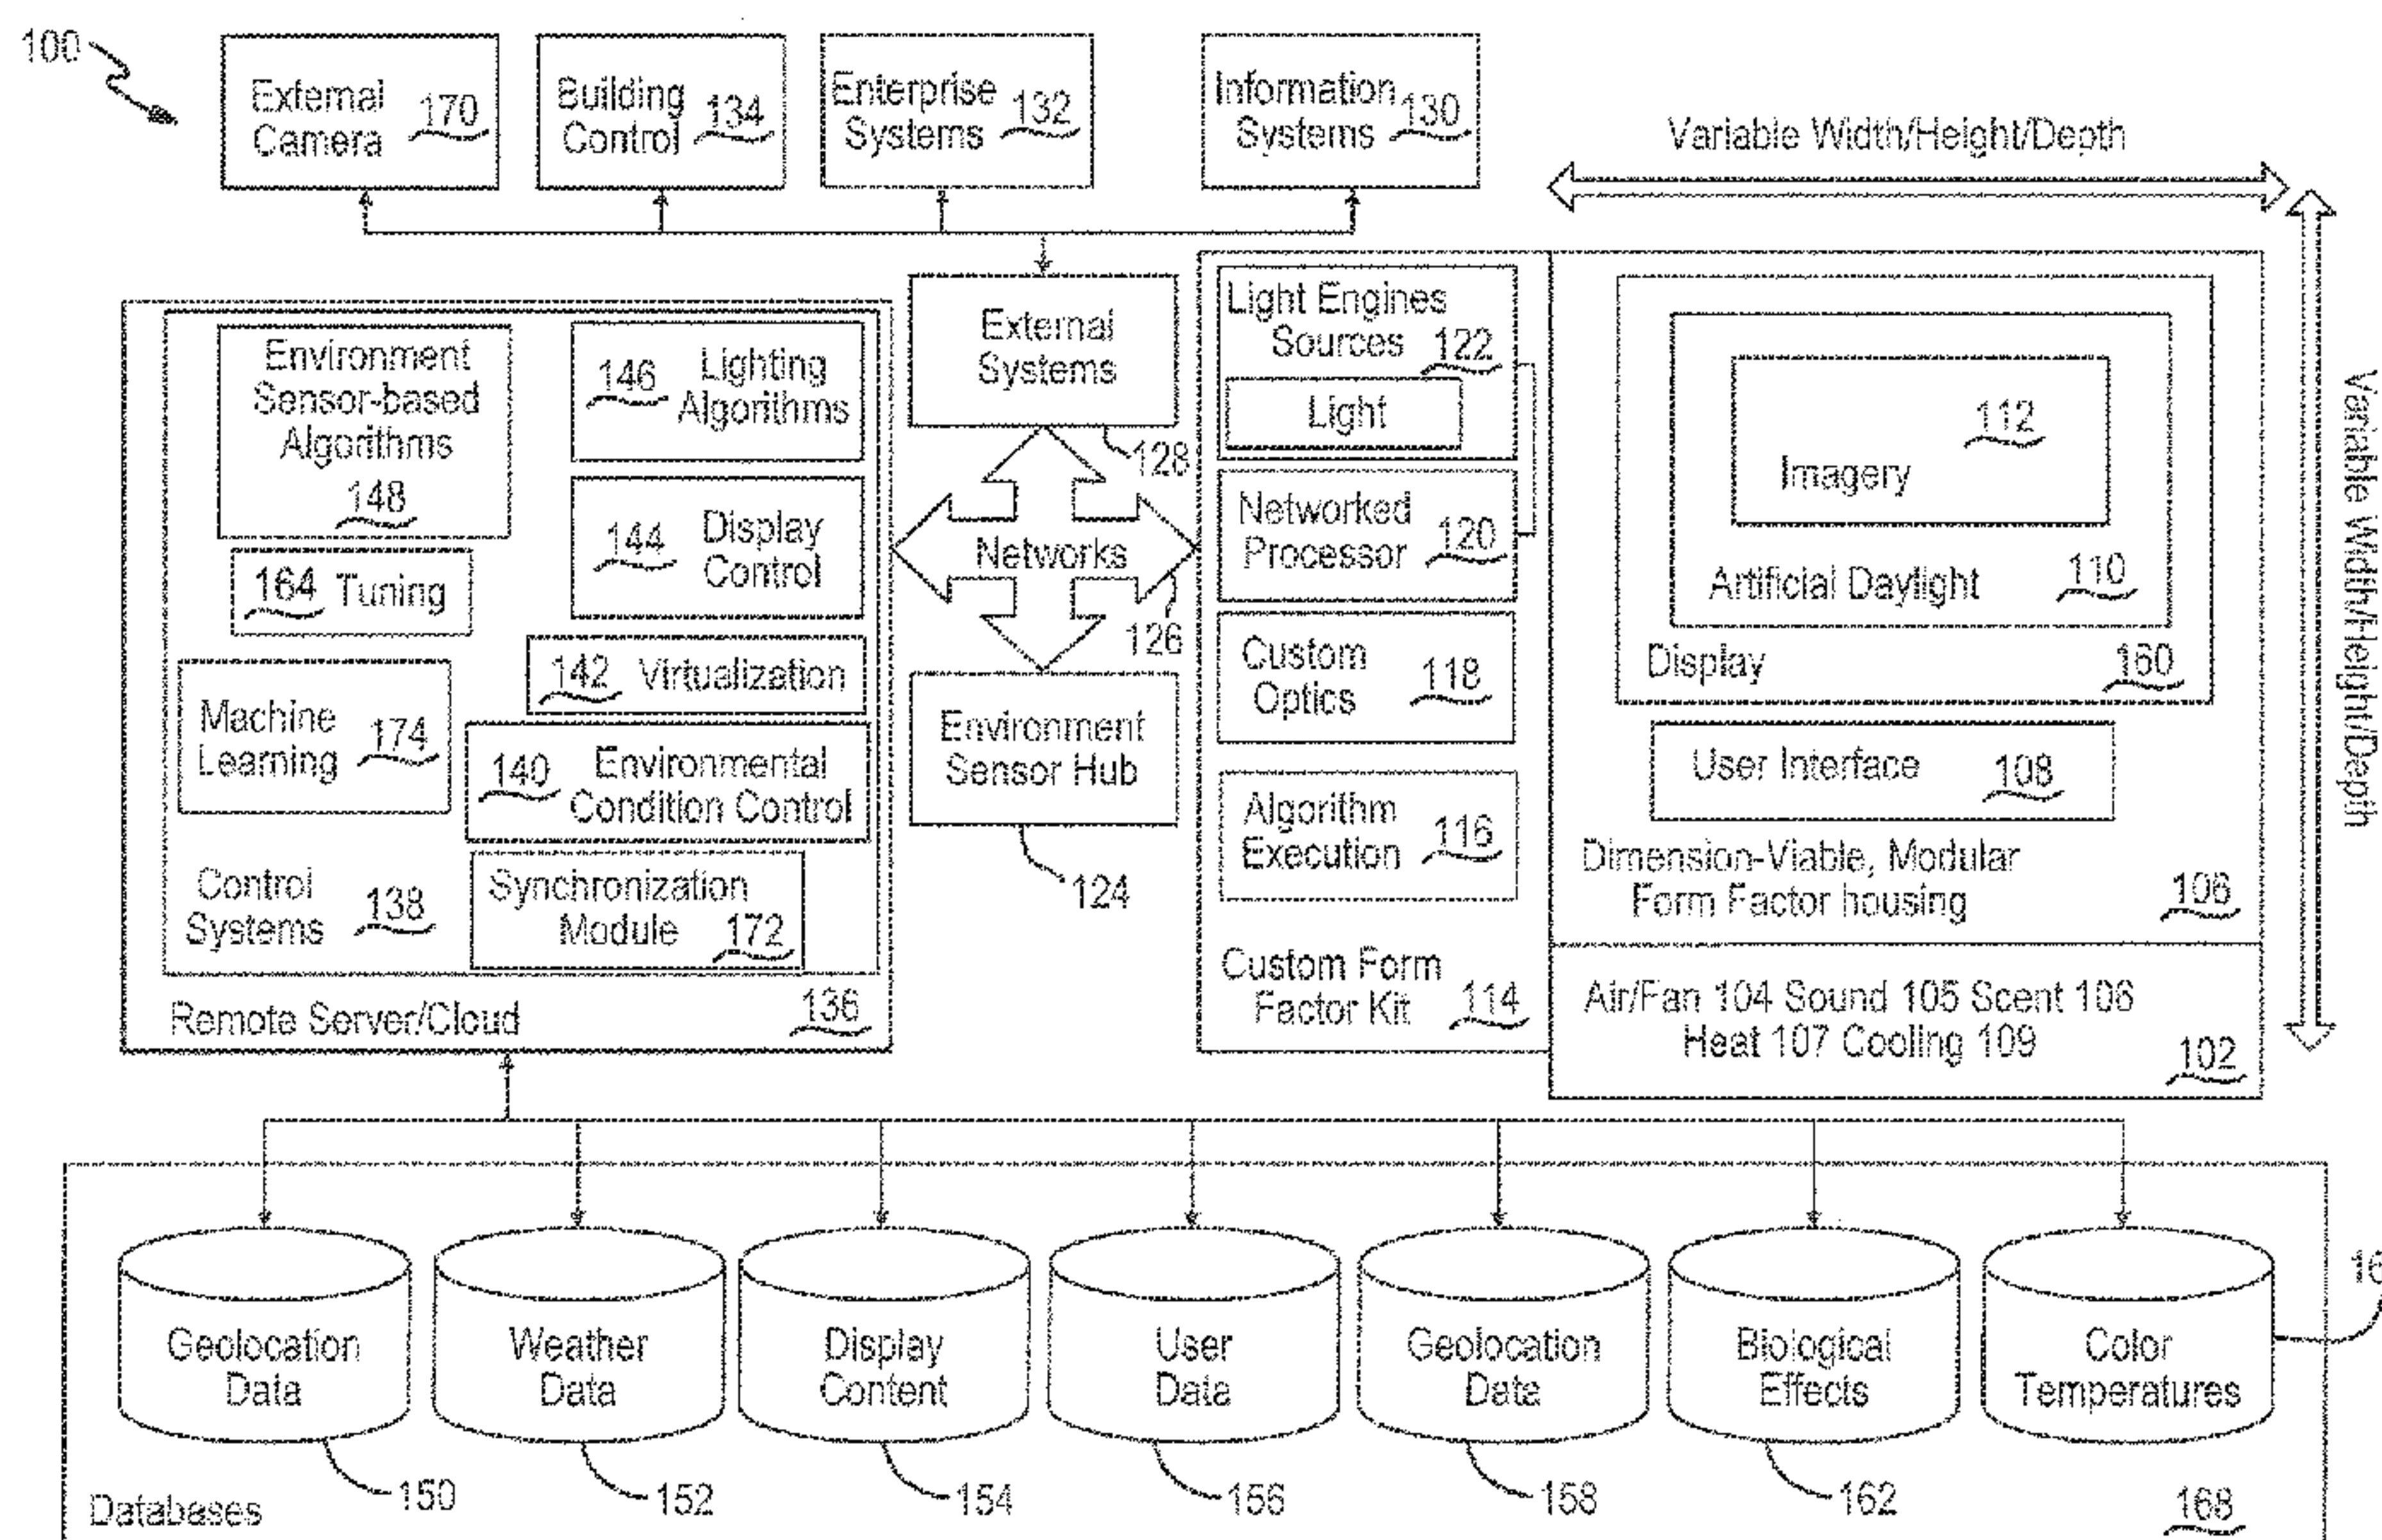 100
External
Camera 170
Building
Control 134
Enterprise
Systems 132
Information
Systems 130
Variable Width/Height/Depth
Variable Width/Height/Depth
Environment
Sensor-based
Algorithms
148
146 Lighting
Algorithms
164 Tuning
144 Display
Control
142 Virtualization
Machine
Learning 174
140 Environmental
Condition Control
Control
Systems 138
Synchronization
Module 172
Remote Server/Cloud 136
External
Systems
128
Networks
126
Environment
Sensor Hub
124
Light Engines
Sources 122
Light
Networked
Processor 120
Custom
Optics 118
Algorithm
Execution 116
Custom Form
Factor Kit 114
112
Imagery
Artificial Daylight 110
Display 160
User Interface 108
Dimension-Viable, Modular
Form Factor housing 106
Air/Fan 104 Sound 105 Scent 106
Heat 107 Cooling 109
102
Geolocation
Data
150
Weather
Data
152
Display
Content
154
User
Data
156
Geolocation
Data
158
Biological
Effects
162
Color
Temperatures
Databases
168